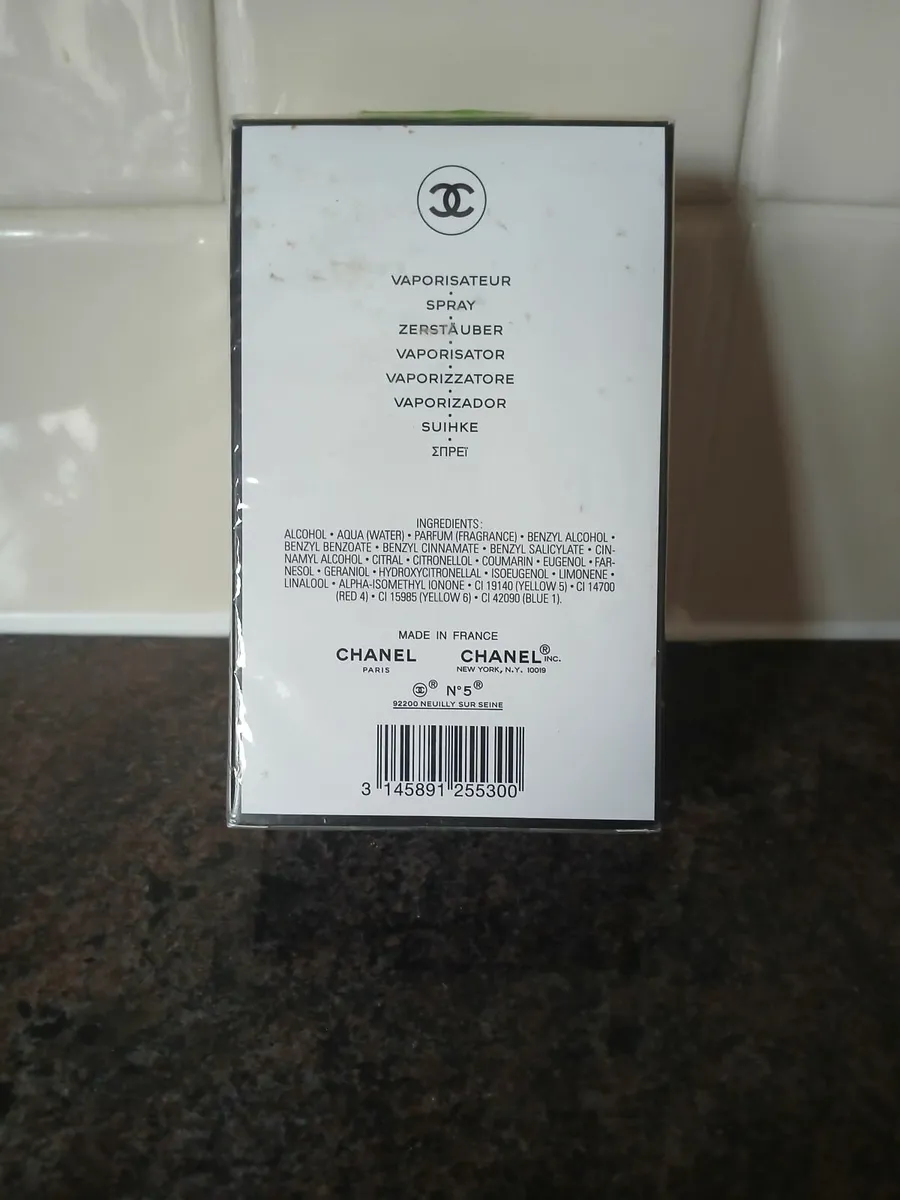 VAPORISATEUR
•
SPRAY
•
ZERSTÄUBER
•
VAPORISATOR
•
VAPORIZZATORE
•
VAPORIZADOR
•
SUIHKE
•
ΣΠΡΕΪ
INGREDIENTS:
ALCOHOL • AQUA (WATER) • PARFUM (FRAGRANCE) • BENZYL ALCOHOL •
BENZYL BENZOATE • BENZYL CINNAMATE • BENZYL SALICYLATE • CIN-
NAMYL ALCOHOL • CITRAL • CITRONELLOL • COUMARIN • EUGENOL • FAR-
NESOL • GERANIOL • HYDROXYCITRONELLAL • ISOEUGENOL • LIMONENE •
LINALOOL • ALPHA-ISOMETHYL IONONE • CI 19140 (YELLOW 5) • CI 14700
(RED 4) • CI 15985 (YELLOW 6) • CI 42090 (BLUE 1).
MADE IN FRANCE
CHANEL CHANEL® INC.
PARIS NEW YORK, N.Y. 10019
® N°5®
92200 NEUILLY SUR SEINE
3 145891 255300